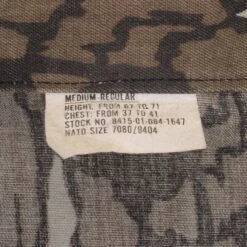 MEDIUM REGULAR
HEIGHT: FROM 67 TO 71
CHEST: FROM 37 TO 41
STOCK NO. 8415-01-084-1647
NATO SIZE 7080/9404